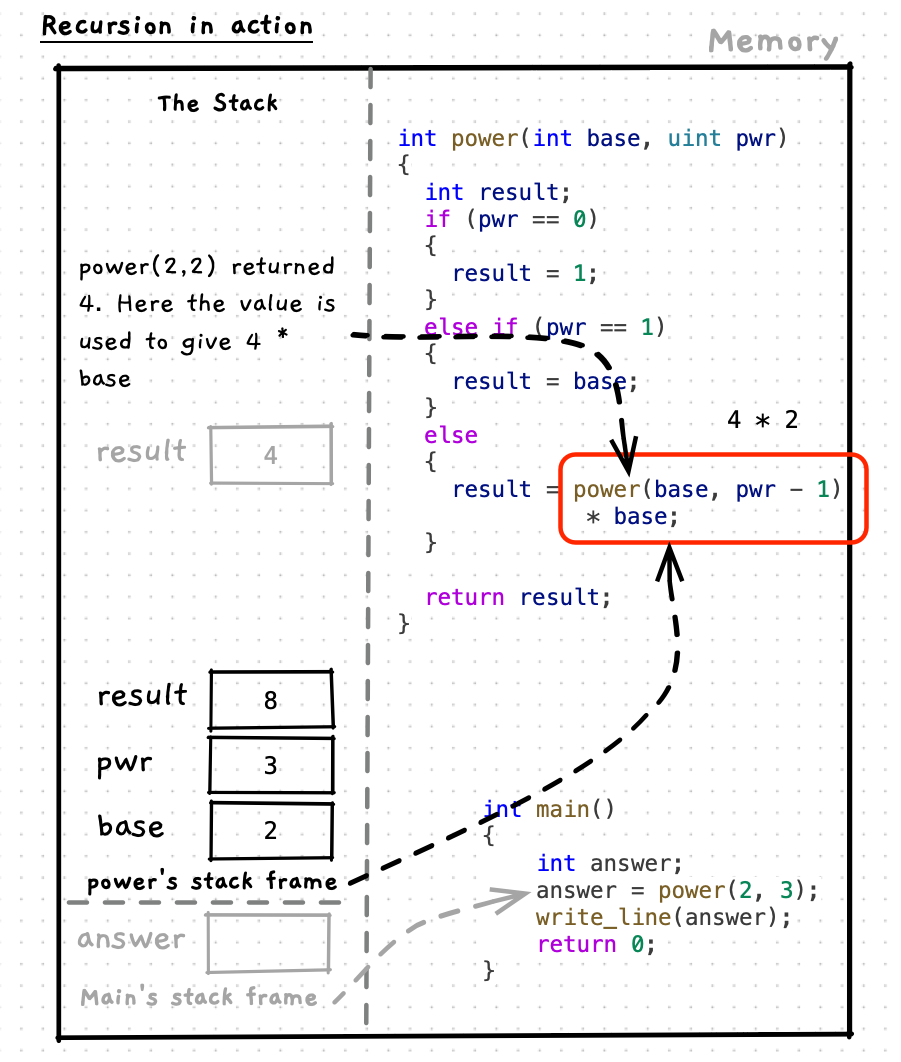 Recursion in action
Memory
The Stack
power(2,2) returned
4. Here the value is
used to give 4 *
base
result
4
result
8
pwr
3
base
2
power's stack frame
answer
Main's stack frame
int power(int base, uint pwr)
{
int result;
if (pwr == 0)
{
result = 1;
}
else if (pwr == 1)
{
result = base;
}
else
{
result = power(base, pwr - 1)
* base;
}
return result;
}
4 * 2
int main()
{
int answer;
answer = power(2, 3);
write_line(answer);
return 0;
}